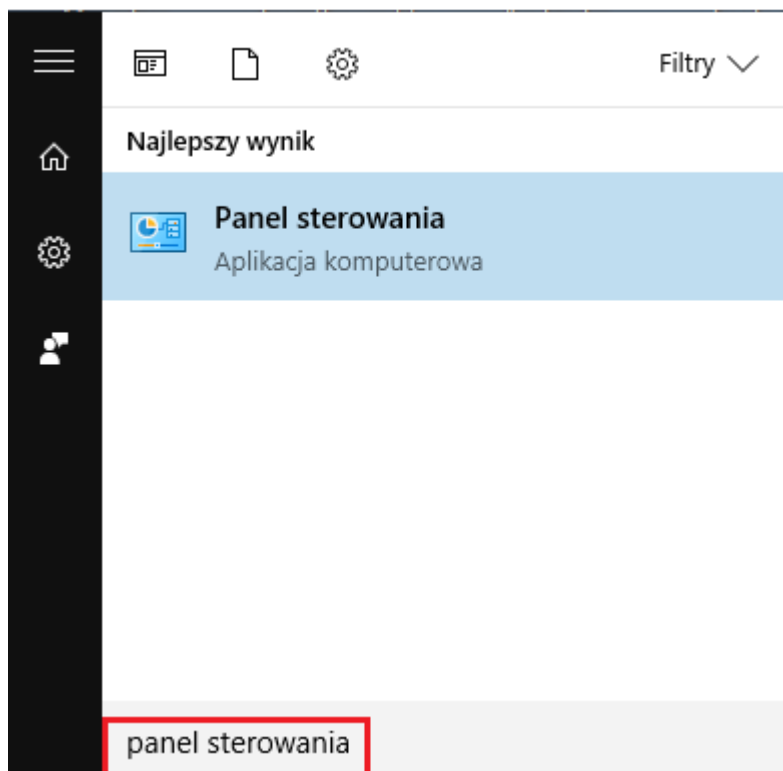 Filtry
Najlepszy wynik
Panel sterowania
Aplikacja komputerowa
panel sterowania